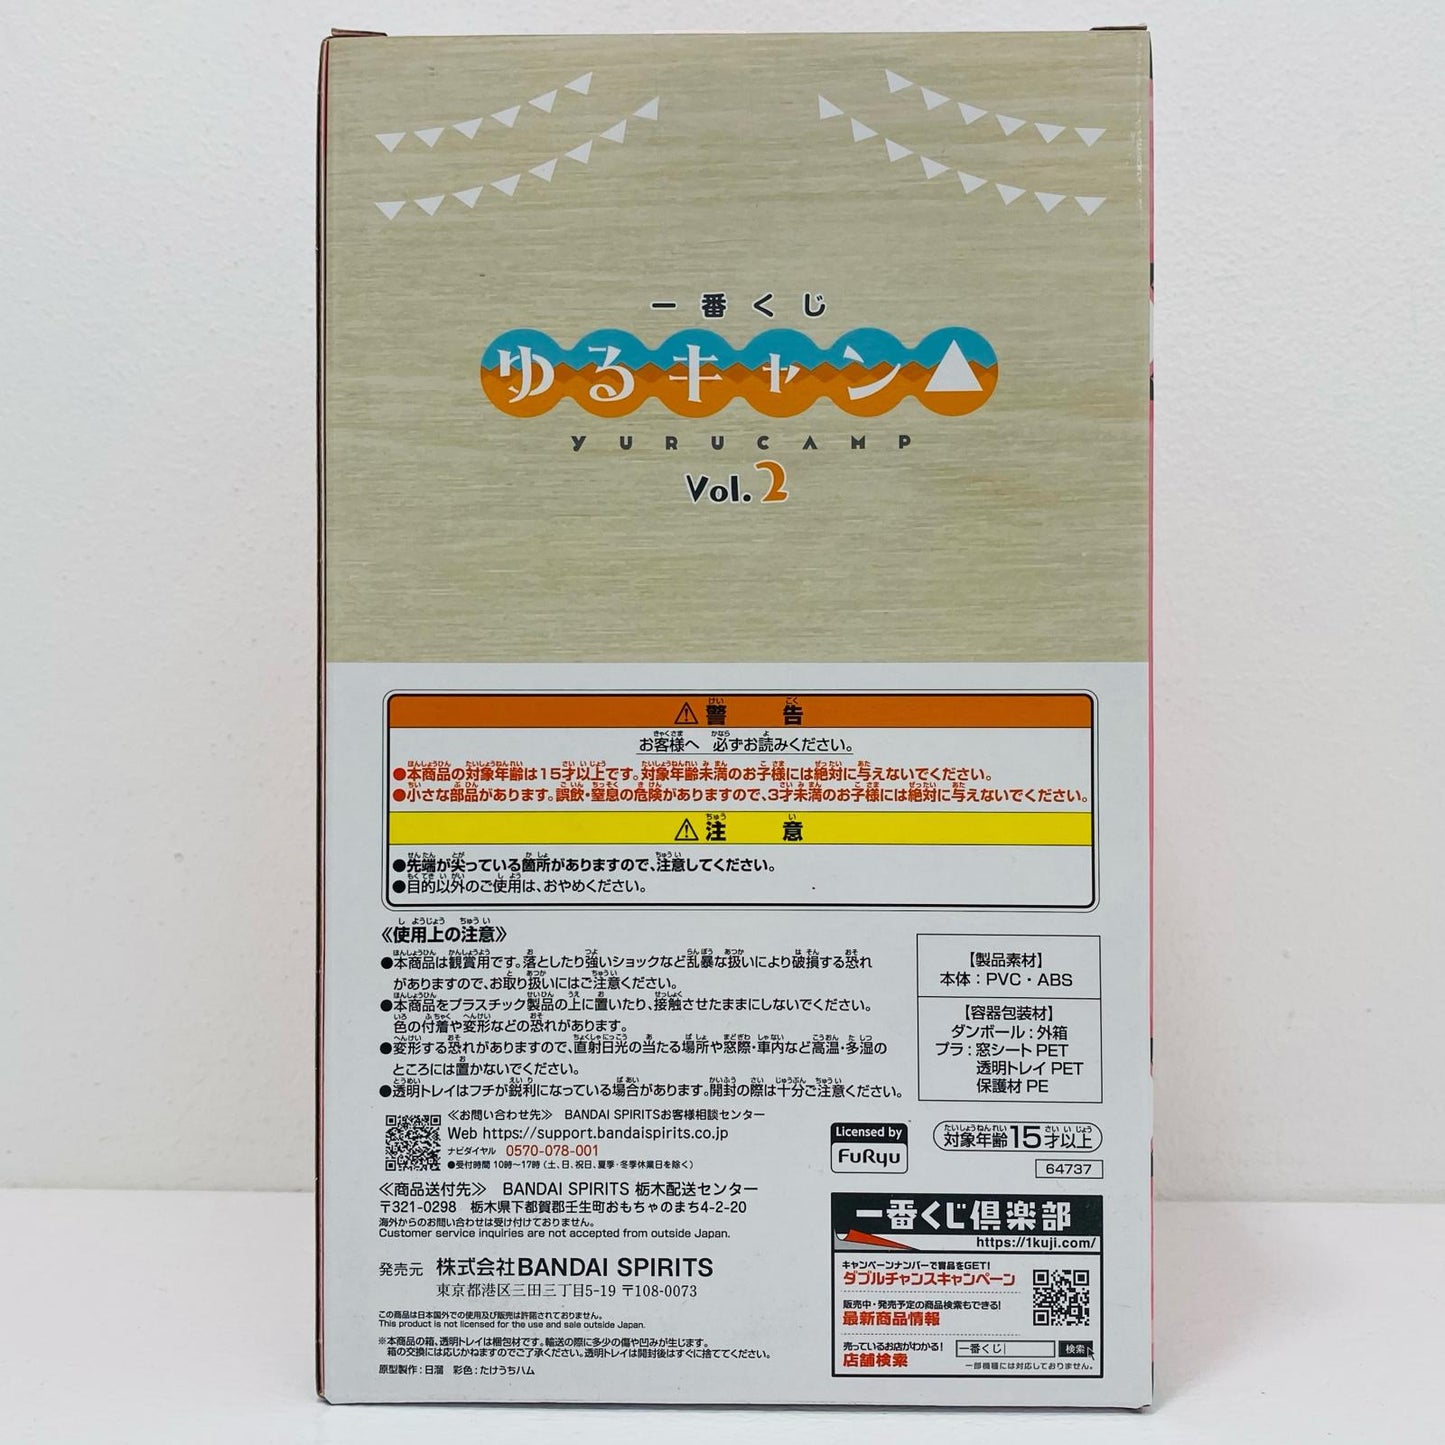 一番くじ
ゆるキャン△
YURUCAMP
Vol.2
⚠警告
お客様へ 必ずお読みください。
●本商品の対象年齢は15才以上です。対象年齢未満のお子様には絶対に与えないでください。
●小さな部品があります。誤飲・窒息の危険がありますので、3才未満のお子様には絶対に与えないでください。
⚠注意
●先端が尖っている箇所がありますので、注意してください。
●目的以外のご使用は、おやめください。
《使用上の注意》
●本商品は観賞用です。落としたり強いショックなど乱暴な扱いにより破損する恐れ
がありますので、お取り扱いにはご注意ください。
●本商品をプラスチック製品の上に置いたり、接触させたままにしないでください。
色の付着や変形などの恐れがあります。
●変形する恐れがありますので、直射日光の当たる場所や窓際・車内など高温・多湿の
ところには置かないでください。
●透明トレイはフチが鋭利になっている場合があります。開封の際は十分ご注意ください。
【製品素材】
本体：PVC・ABS
【容器包装材】
ダンボール：外箱
プラ：窓シート PET
透明トレイ PET
保護材 PE
≪お問い合わせ先≫ BANDAI SPIRITSお客様相談センター
Web https://support.bandaispirits.co.jp
ナビダイヤル 0570-078-001
●受付時間 10時～17時（土、日、祝日、夏季・冬季休業日を除く）
≪商品送付先≫ BANDAI SPIRITS 栃木配送センター
〒321-0298 栃木県下都賀郡壬生町おもちゃのまち4-2-20
海外からのお問い合わせは受け付けておりません。
Customer service inquiries are not accepted from outside Japan.
発売元 株式会社BANDAI SPIRITS
東京都港区三田三丁目5-19 〒108-0073
この商品は日本国外での使用及び販売は許諾されておりません。
This product is not licensed for the use and sale outside Japan.
※本商品の箱、透明トレイは梱包材です。輸送の際に多少の傷や凹みが生じます。
箱の交換には応じかねますのでご了承ください。透明トレイは開封後はすぐに捨ててください。
原型製作：日溜 彩色：たけうちハム
Licensed by
FuRyu
対象年齢15才以上
64737
一番くじ倶楽部
https://1kuji.com/
キャンペーンナンバーで賞品をGET!
ダブルチャンスキャンペーン
販売中・発売予定の商品検索もできる!
最新商品情報
売っているお店がわかる!
店舗検索
一番くじ 検索
一部機種には対応しておりません。